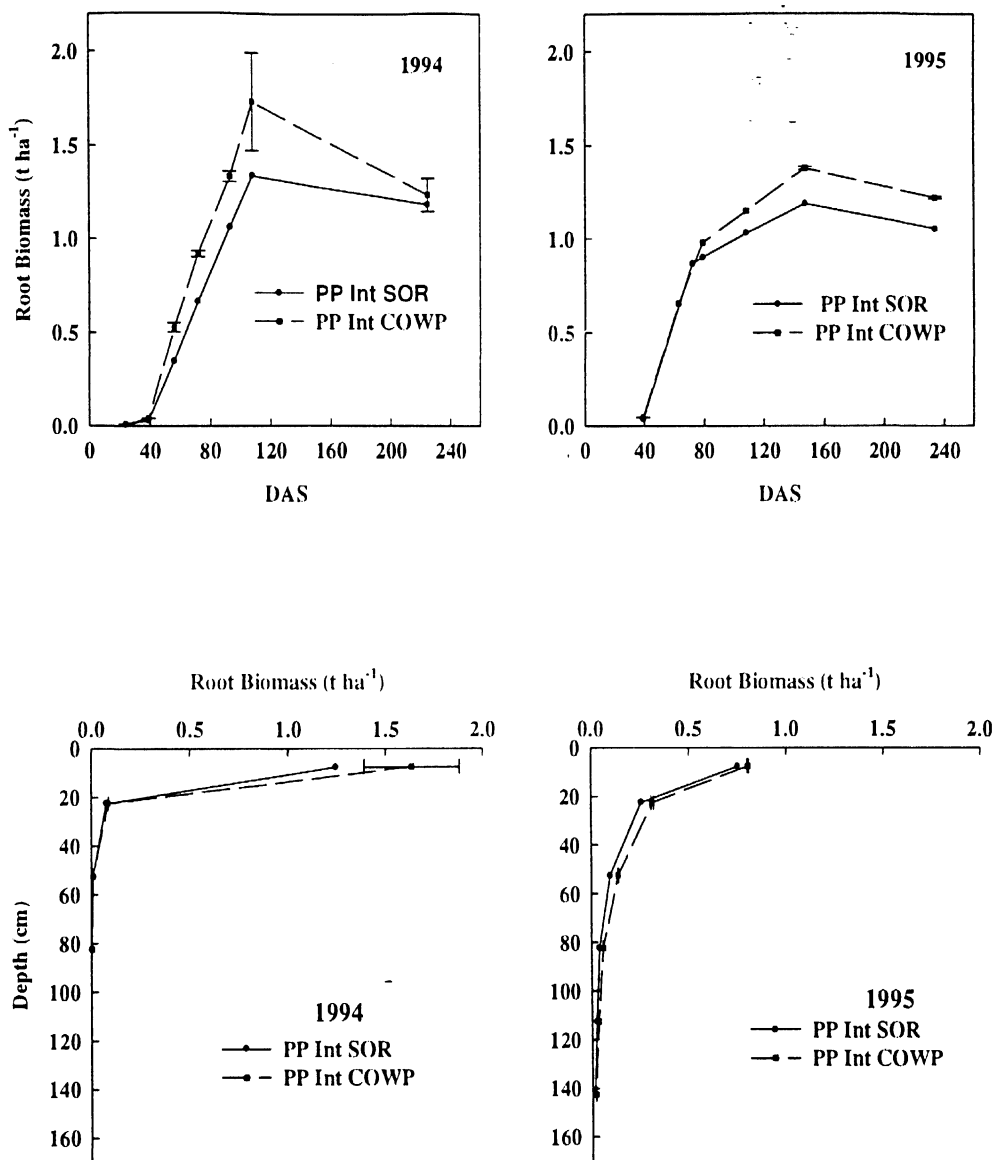 1994
Root Biomass (t ha-1)
2.0
1.5
1.0
0.5
0.0
PP Int SOR
PP Int COWP
0 40 80 120 160 200 240
DAS
1995
2.0
1.5
1.0
0.5
0.0
PP Int SOR
PP Int COWP
0 40 80 120 160 200 240
DAS
Root Biomass (t ha-1)
0.0 0.5 1.0 1.5 2.0
Depth (cm)
0
20
40
60
80
100
120
140
160
1994
PP Int SOR
PP Int COWP
Root Biomass (t ha-1)
0.0 0.5 1.0 1.5 2.0
0
20
40
60
80
100
120
140
160
1995
PP Int SOR
PP Int COWP